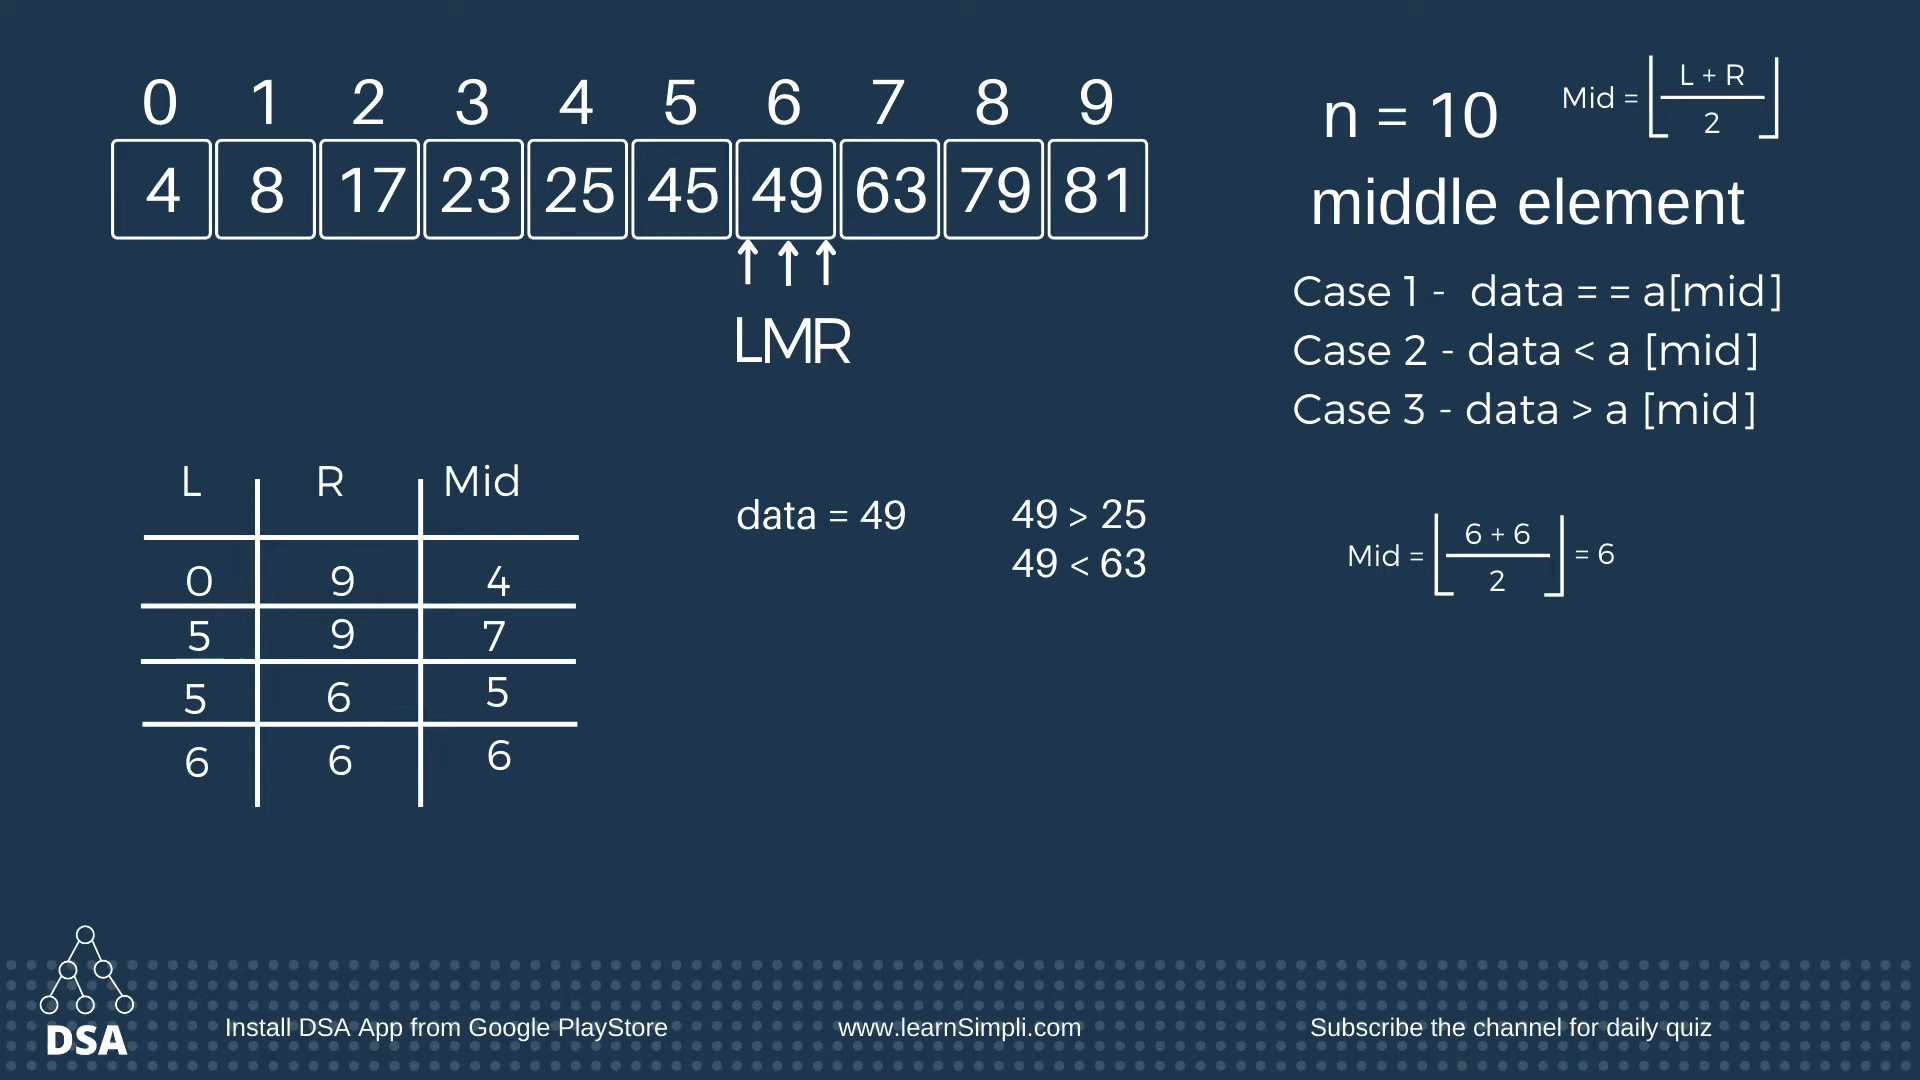 0 1 2 3 4 5 6 7 8 9
4 8 17 23 25 45 49 63 79 81
L M R
n = 10
Mid = ⌊ L + R / 2 ⌋
middle element
Case 1 - data = = a[mid]
Case 2 - data < a [mid]
Case 3 - data > a [mid]
L R Mid
0 9 4
5 9 7
5 6 5
6 6 6
data = 49
49 > 25
49 < 63
Mid = ⌊ 6 + 6 / 2 ⌋ = 6
DSA
Install DSA App from Google PlayStore
www.learnSimpli.com
Subscribe the channel for daily quiz